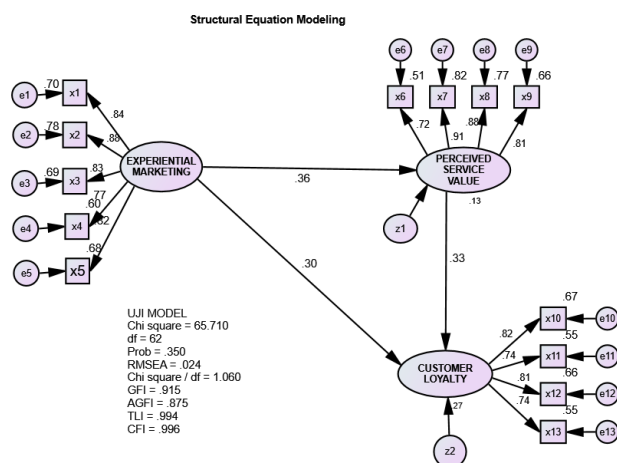 Structural Equation Modeling
e1
.70
x1
.84
e2
.78
x2
.88
e3
.69
x3
.83
e4
.60
x4
.77
e5
.68
x5
.82
EXPERIENTIAL
MARKETING
.36
.30
e6
e7
e8
e9
.51
.82
.77
.66
x6
x7
x8
x9
.72
.91
.88
.81
PERCEIVED
SERVICE
VALUE
.13
z1
.33
UJI MODEL
Chi square = 65.710
df = 62
Prob = .350
RMSEA = .024
Chi square / df = 1.060
GFI = .915
AGFI = .875
TLI = .994
CFI = .996
CUSTOMER
LOYALTY
.27
z2
.82
x10
.67
e10
.74
x11
.55
e11
.81
x12
.66
e12
.74
x13
.55
e13